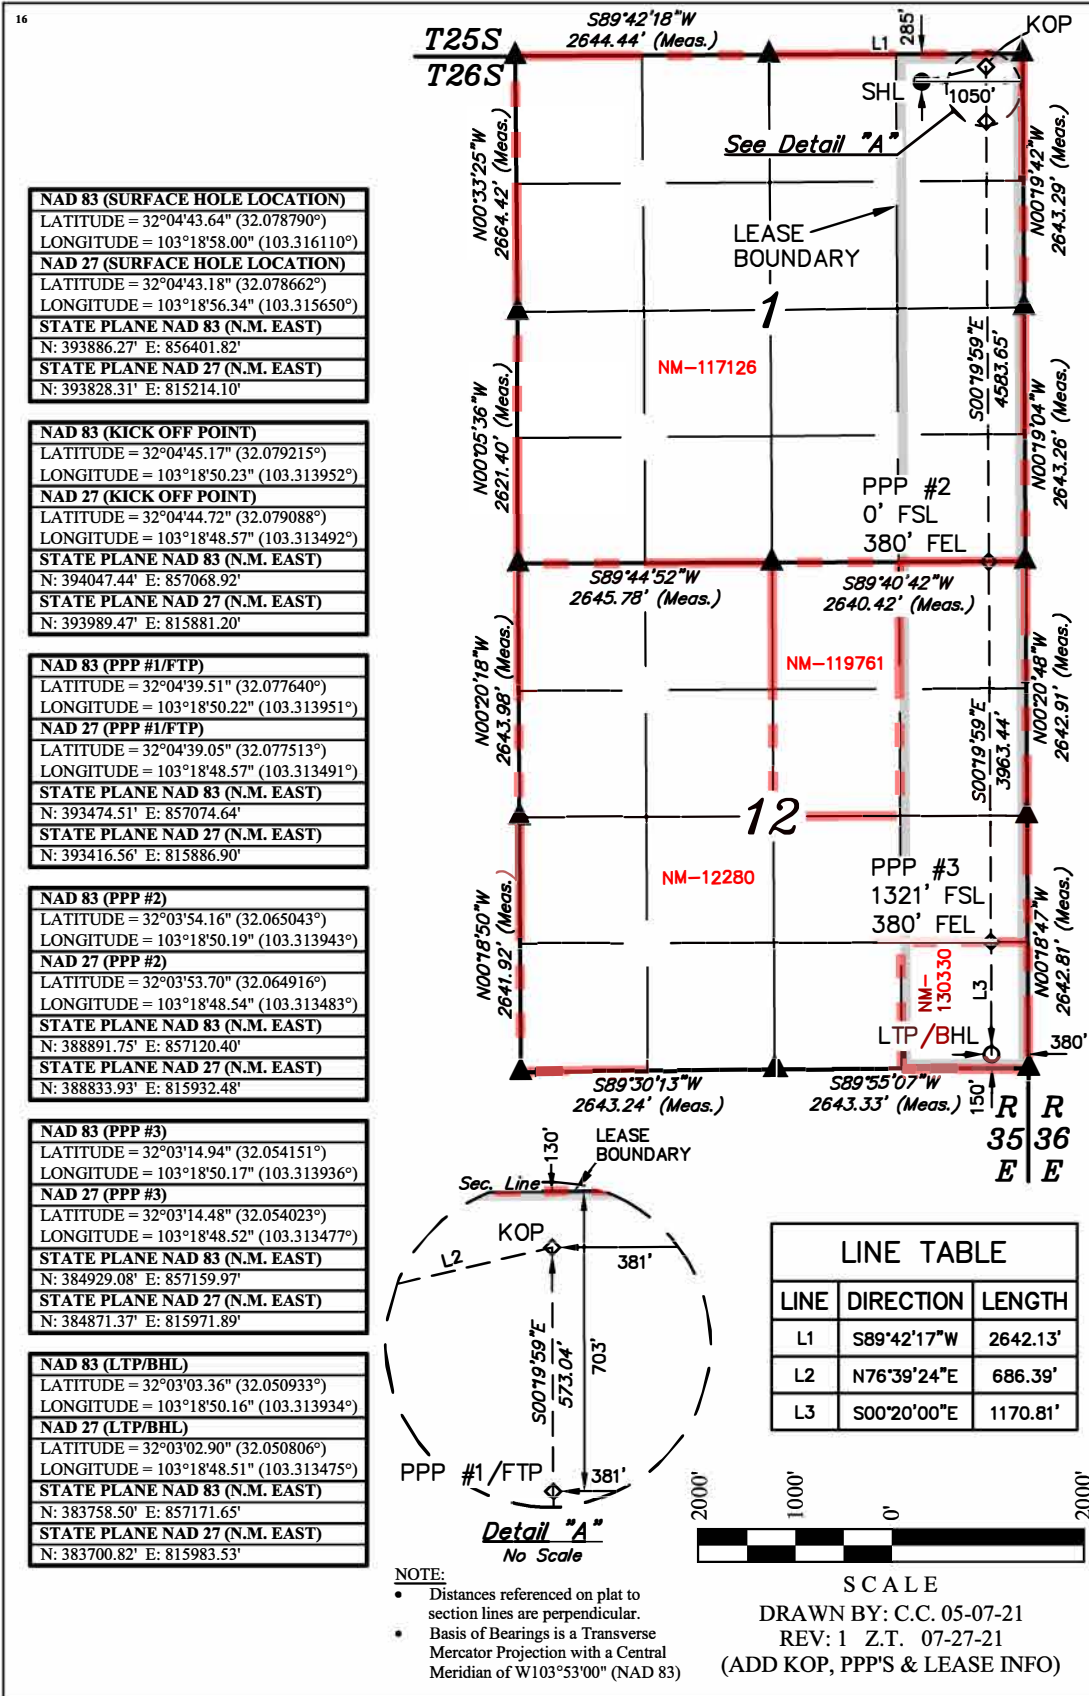 16
T25S
T26S
S89°42'18"W
2644.44' (Meas.)
L1
285'
KOP
SHL
1050'
See Detail "A"
N00°33'25"W
2664.42' (Meas.)
N00°19'42"W
2643.29' (Meas.)
LEASE
BOUNDARY
1
NM-117126
N00°05'36"W
2621.40' (Meas.)
S00°19'59"E
4583.65'
N00°19'04"W
2643.26' (Meas.)
PPP #2
0' FSL
380' FEL
S89°44'52"W
2645.78' (Meas.)
S89°40'42"W
2640.42' (Meas.)
NM-119761
N00°20'18"W
2643.98' (Meas.)
S00°19'59"E
3963.44'
N00°20'48"W
2642.91' (Meas.)
12
NM-12280
PPP #3
1321' FSL
380' FEL
N00°18'50"W
2641.92' (Meas.)
NM-
130330
L3
N00°18'47"W
2642.81' (Meas.)
LTP/BHL
380'
S89°30'13"W
2643.24' (Meas.)
S89°55'07"W
2643.33' (Meas.)
150'
R R
35 36
E E
NAD 83 (SURFACE HOLE LOCATION)
LATITUDE = 32°04'43.64" (32.078790°)
LONGITUDE = 103°18'58.00" (103.316110°)
NAD 27 (SURFACE HOLE LOCATION)
LATITUDE = 32°04'43.18" (32.078662°)
LONGITUDE = 103°18'56.34" (103.315650°)
STATE PLANE NAD 83 (N.M. EAST)
N: 393886.27' E: 856401.82'
STATE PLANE NAD 27 (N.M. EAST)
N: 393828.31' E: 815214.10'
NAD 83 (KICK OFF POINT)
LATITUDE = 32°04'45.17" (32.079215°)
LONGITUDE = 103°18'50.23" (103.313952°)
NAD 27 (KICK OFF POINT)
LATITUDE = 32°04'44.72" (32.079088°)
LONGITUDE = 103°18'48.57" (103.313492°)
STATE PLANE NAD 83 (N.M. EAST)
N: 394047.44' E: 857068.92'
STATE PLANE NAD 27 (N.M. EAST)
N: 393989.47' E: 815881.20'
NAD 83 (PPP #1/FTP)
LATITUDE = 32°04'39.51" (32.077640°)
LONGITUDE = 103°18'50.22" (103.313951°)
NAD 27 (PPP #1/FTP)
LATITUDE = 32°04'39.05" (32.077513°)
LONGITUDE = 103°18'48.57" (103.313491°)
STATE PLANE NAD 83 (N.M. EAST)
N: 393474.51' E: 857074.64'
STATE PLANE NAD 27 (N.M. EAST)
N: 393416.56' E: 815886.90'
NAD 83 (PPP #2)
LATITUDE = 32°03'54.16" (32.065043°)
LONGITUDE = 103°18'50.19" (103.313943°)
NAD 27 (PPP #2)
LATITUDE = 32°03'53.70" (32.064916°)
LONGITUDE = 103°18'48.54" (103.313483°)
STATE PLANE NAD 83 (N.M. EAST)
N: 388891.75' E: 857120.40'
STATE PLANE NAD 27 (N.M. EAST)
N: 388833.93' E: 815932.48'
NAD 83 (PPP #3)
LATITUDE = 32°03'14.94" (32.054151°)
LONGITUDE = 103°18'50.17" (103.313936°)
NAD 27 (PPP #3)
LATITUDE = 32°03'14.48" (32.054023°)
LONGITUDE = 103°18'48.52" (103.313477°)
STATE PLANE NAD 83 (N.M. EAST)
N: 384929.08' E: 857159.97'
STATE PLANE NAD 27 (N.M. EAST)
N: 384871.37' E: 815971.89'
NAD 83 (LTP/BHL)
LATITUDE = 32°03'03.36" (32.050933°)
LONGITUDE = 103°18'50.16" (103.313934°)
NAD 27 (LTP/BHL)
LATITUDE = 32°03'02.90" (32.050806°)
LONGITUDE = 103°18'48.51" (103.313475°)
STATE PLANE NAD 83 (N.M. EAST)
N: 383758.50' E: 857171.65'
STATE PLANE NAD 27 (N.M. EAST)
N: 383700.82' E: 815983.53'
130'
LEASE
BOUNDARY
Sec. Line
KOP
L2
381'
S00°19'59"E
573.04'
703'
PPP #1/FTP
381'
Detail "A"
No Scale
LINE TABLE
LINE DIRECTION LENGTH
L1 S89°42'17"W 2642.13'
L2 N76°39'24"E 686.39'
L3 S00°20'00"E 1170.81'
2000' 1000' 0' 2000'
SCALE
DRAWN BY: C.C. 05-07-21
REV: 1 Z.T. 07-27-21
(ADD KOP, PPP'S & LEASE INFO)
NOTE:
• Distances referenced on plat to
section lines are perpendicular.
• Basis of Bearings is a Transverse
Mercator Projection with a Central
Meridian of W103°53'00" (NAD 83)